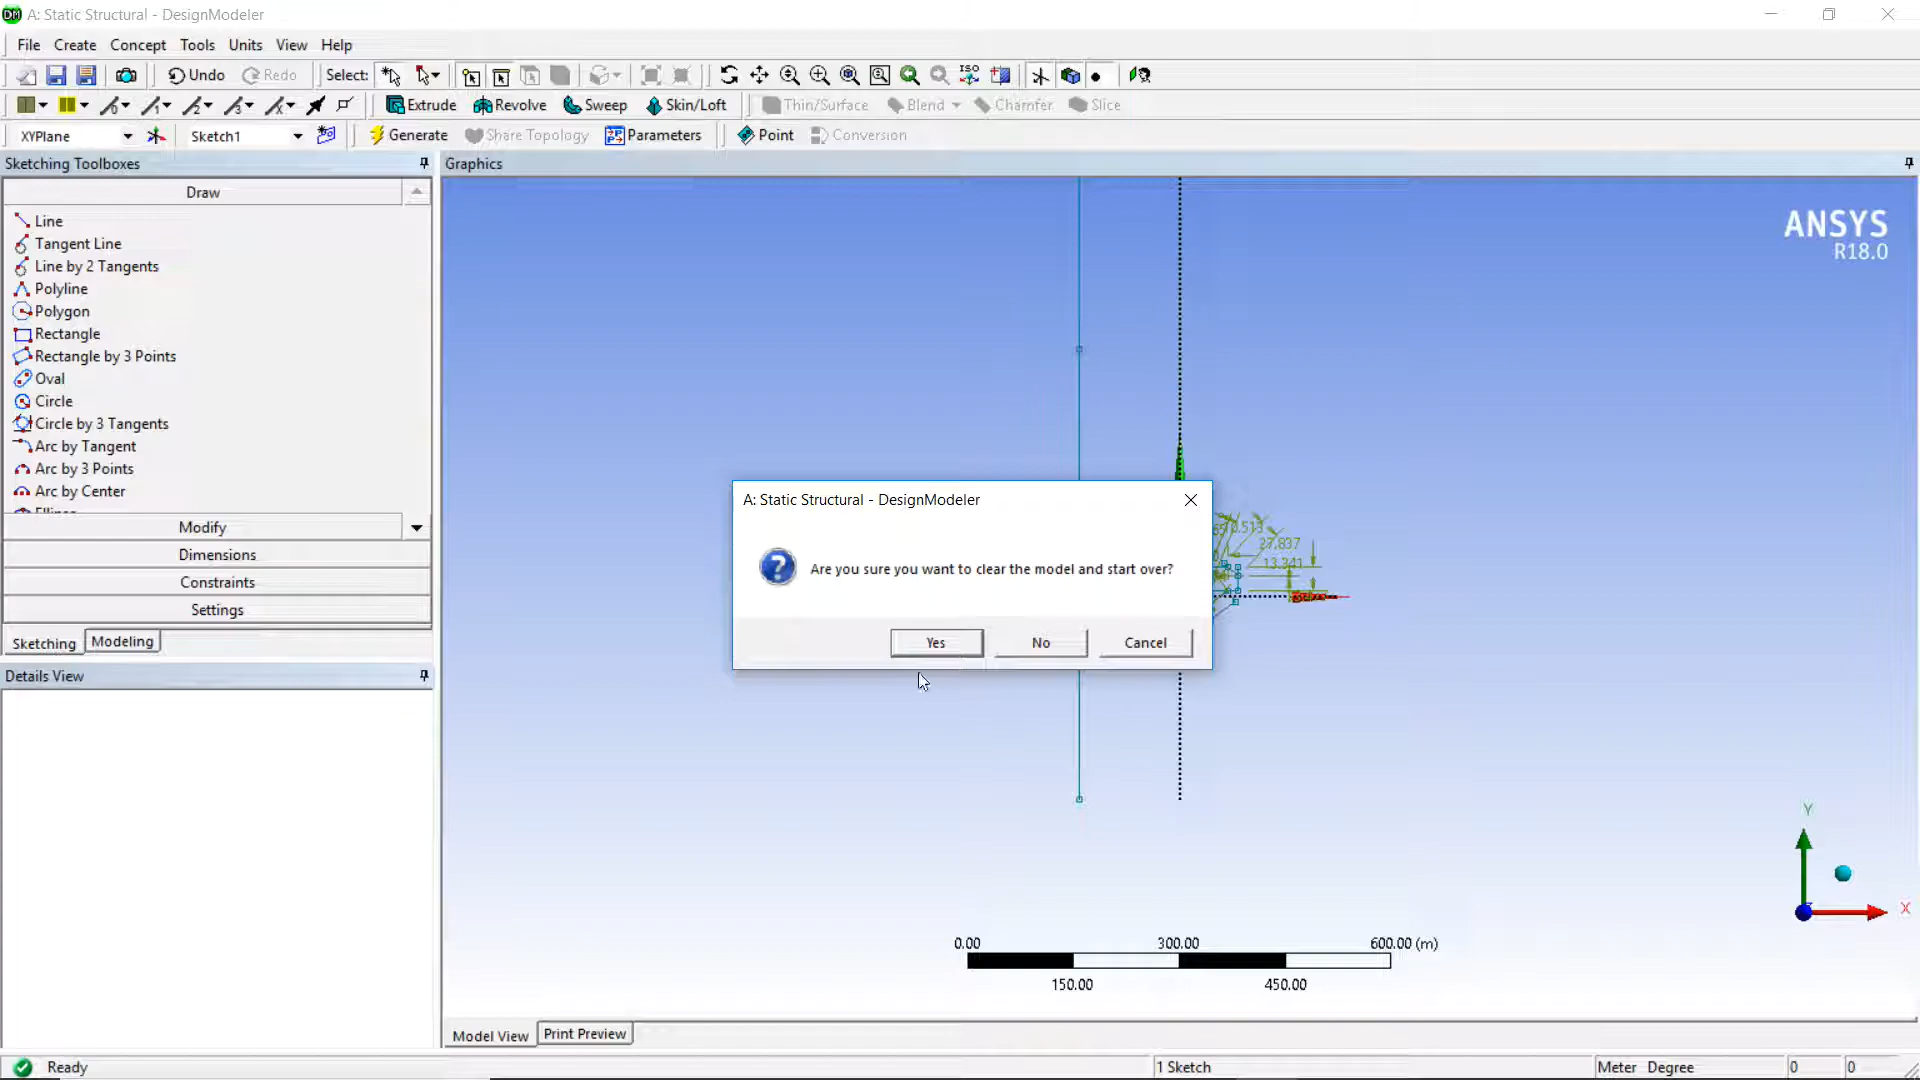 A: Static Structural - DesignModeler
File Create Concept Tools Units View Help
Undo Redo Select: ISO
Extrude Revolve Sweep Skin/Loft Thin/Surface Blend Chamfer Slice
XYPlane Sketch1 Generate Share Topology Parameters Point Conversion
Sketching Toolboxes
Graphics
Draw
Line
Tangent Line
Line by 2 Tangents
Polyline
Polygon
Rectangle
Rectangle by 3 Points
Oval
Circle
Circle by 3 Tangents
Arc by Tangent
Arc by 3 Points
Arc by Center
Modify
Dimensions
Constraints
Settings
Sketching Modeling
Details View
ANSYS
R18.0
A: Static Structural - DesignModeler
Are you sure you want to clear the model and start over?
Yes No Cancel
27.837
13.341
Y
X
0.00 300.00 600.00 (m)
150.00 450.00
Model View Print Preview
Ready 1 Sketch Meter Degree 0 0